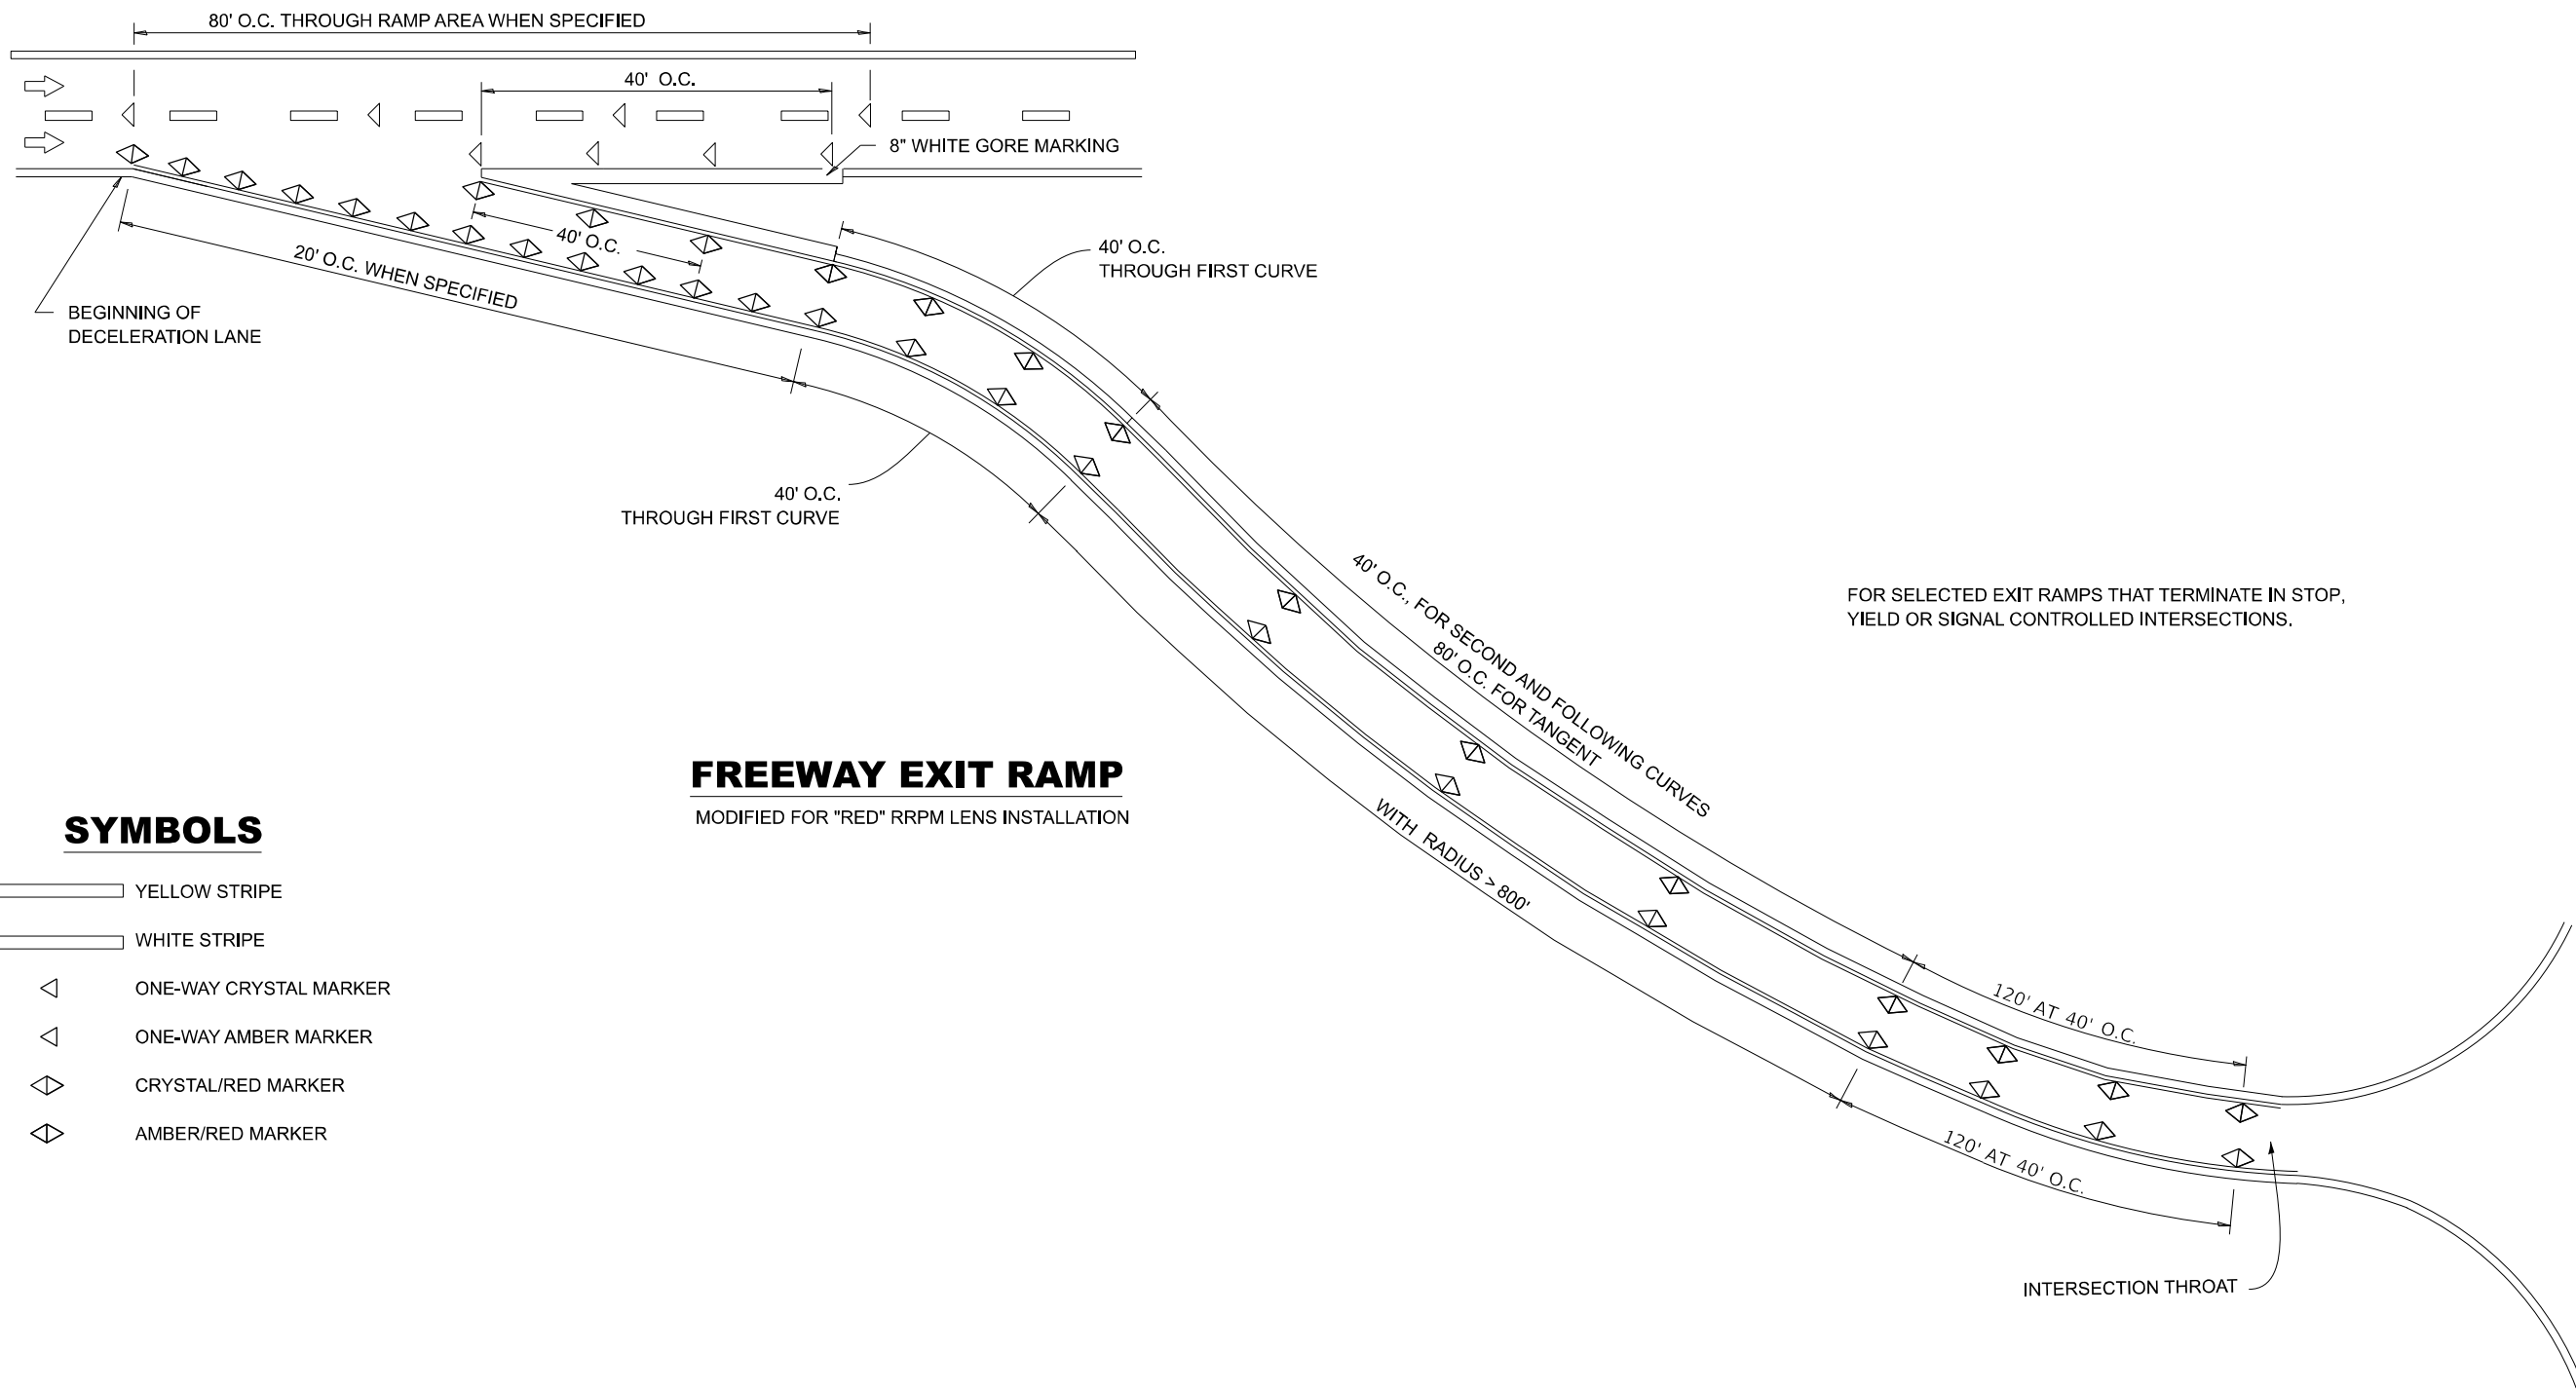 80' O.C. THROUGH RAMP AREA WHEN SPECIFIED
40' O.C.
8" WHITE GORE MARKING
40' O.C.
20' O.C. WHEN SPECIFIED
40' O.C.
THROUGH FIRST CURVE
BEGINNING OF
DECELERATION LANE
40' O.C.
THROUGH FIRST CURVE
40' O.C., FOR SECOND AND FOLLOWING CURVES
80' O.C. FOR TANGENT
FOR SELECTED EXIT RAMPS THAT TERMINATE IN STOP,
YIELD OR SIGNAL CONTROLLED INTERSECTIONS.
FREEWAY EXIT RAMP
MODIFIED FOR "RED" RRPM LENS INSTALLATION
WITH RADIUS > 800'
SYMBOLS
YELLOW STRIPE
WHITE STRIPE
ONE-WAY CRYSTAL MARKER
ONE-WAY AMBER MARKER
CRYSTAL/RED MARKER
AMBER/RED MARKER
120' AT 40' O.C.
120' AT 40' O.C.
INTERSECTION THROAT